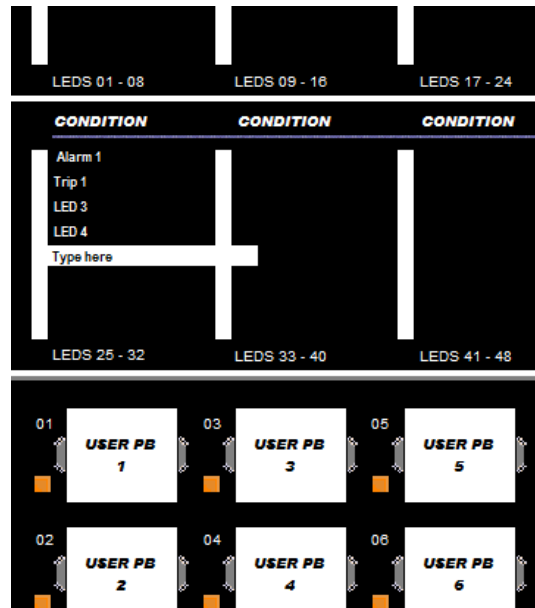 LEDS 01 - 08 LEDS 09 - 16 LEDS 17 - 24
CONDITION CONDITION CONDITION
Alarm 1
Trip 1
LED 3
LED 4
Type here
LEDS 25 - 32 LEDS 33 - 40 LEDS 41 - 48
01 03 05
USER PB USER PB USER PB
1 3 5
02 04 06
USER PB USER PB USER PB
2 4 6